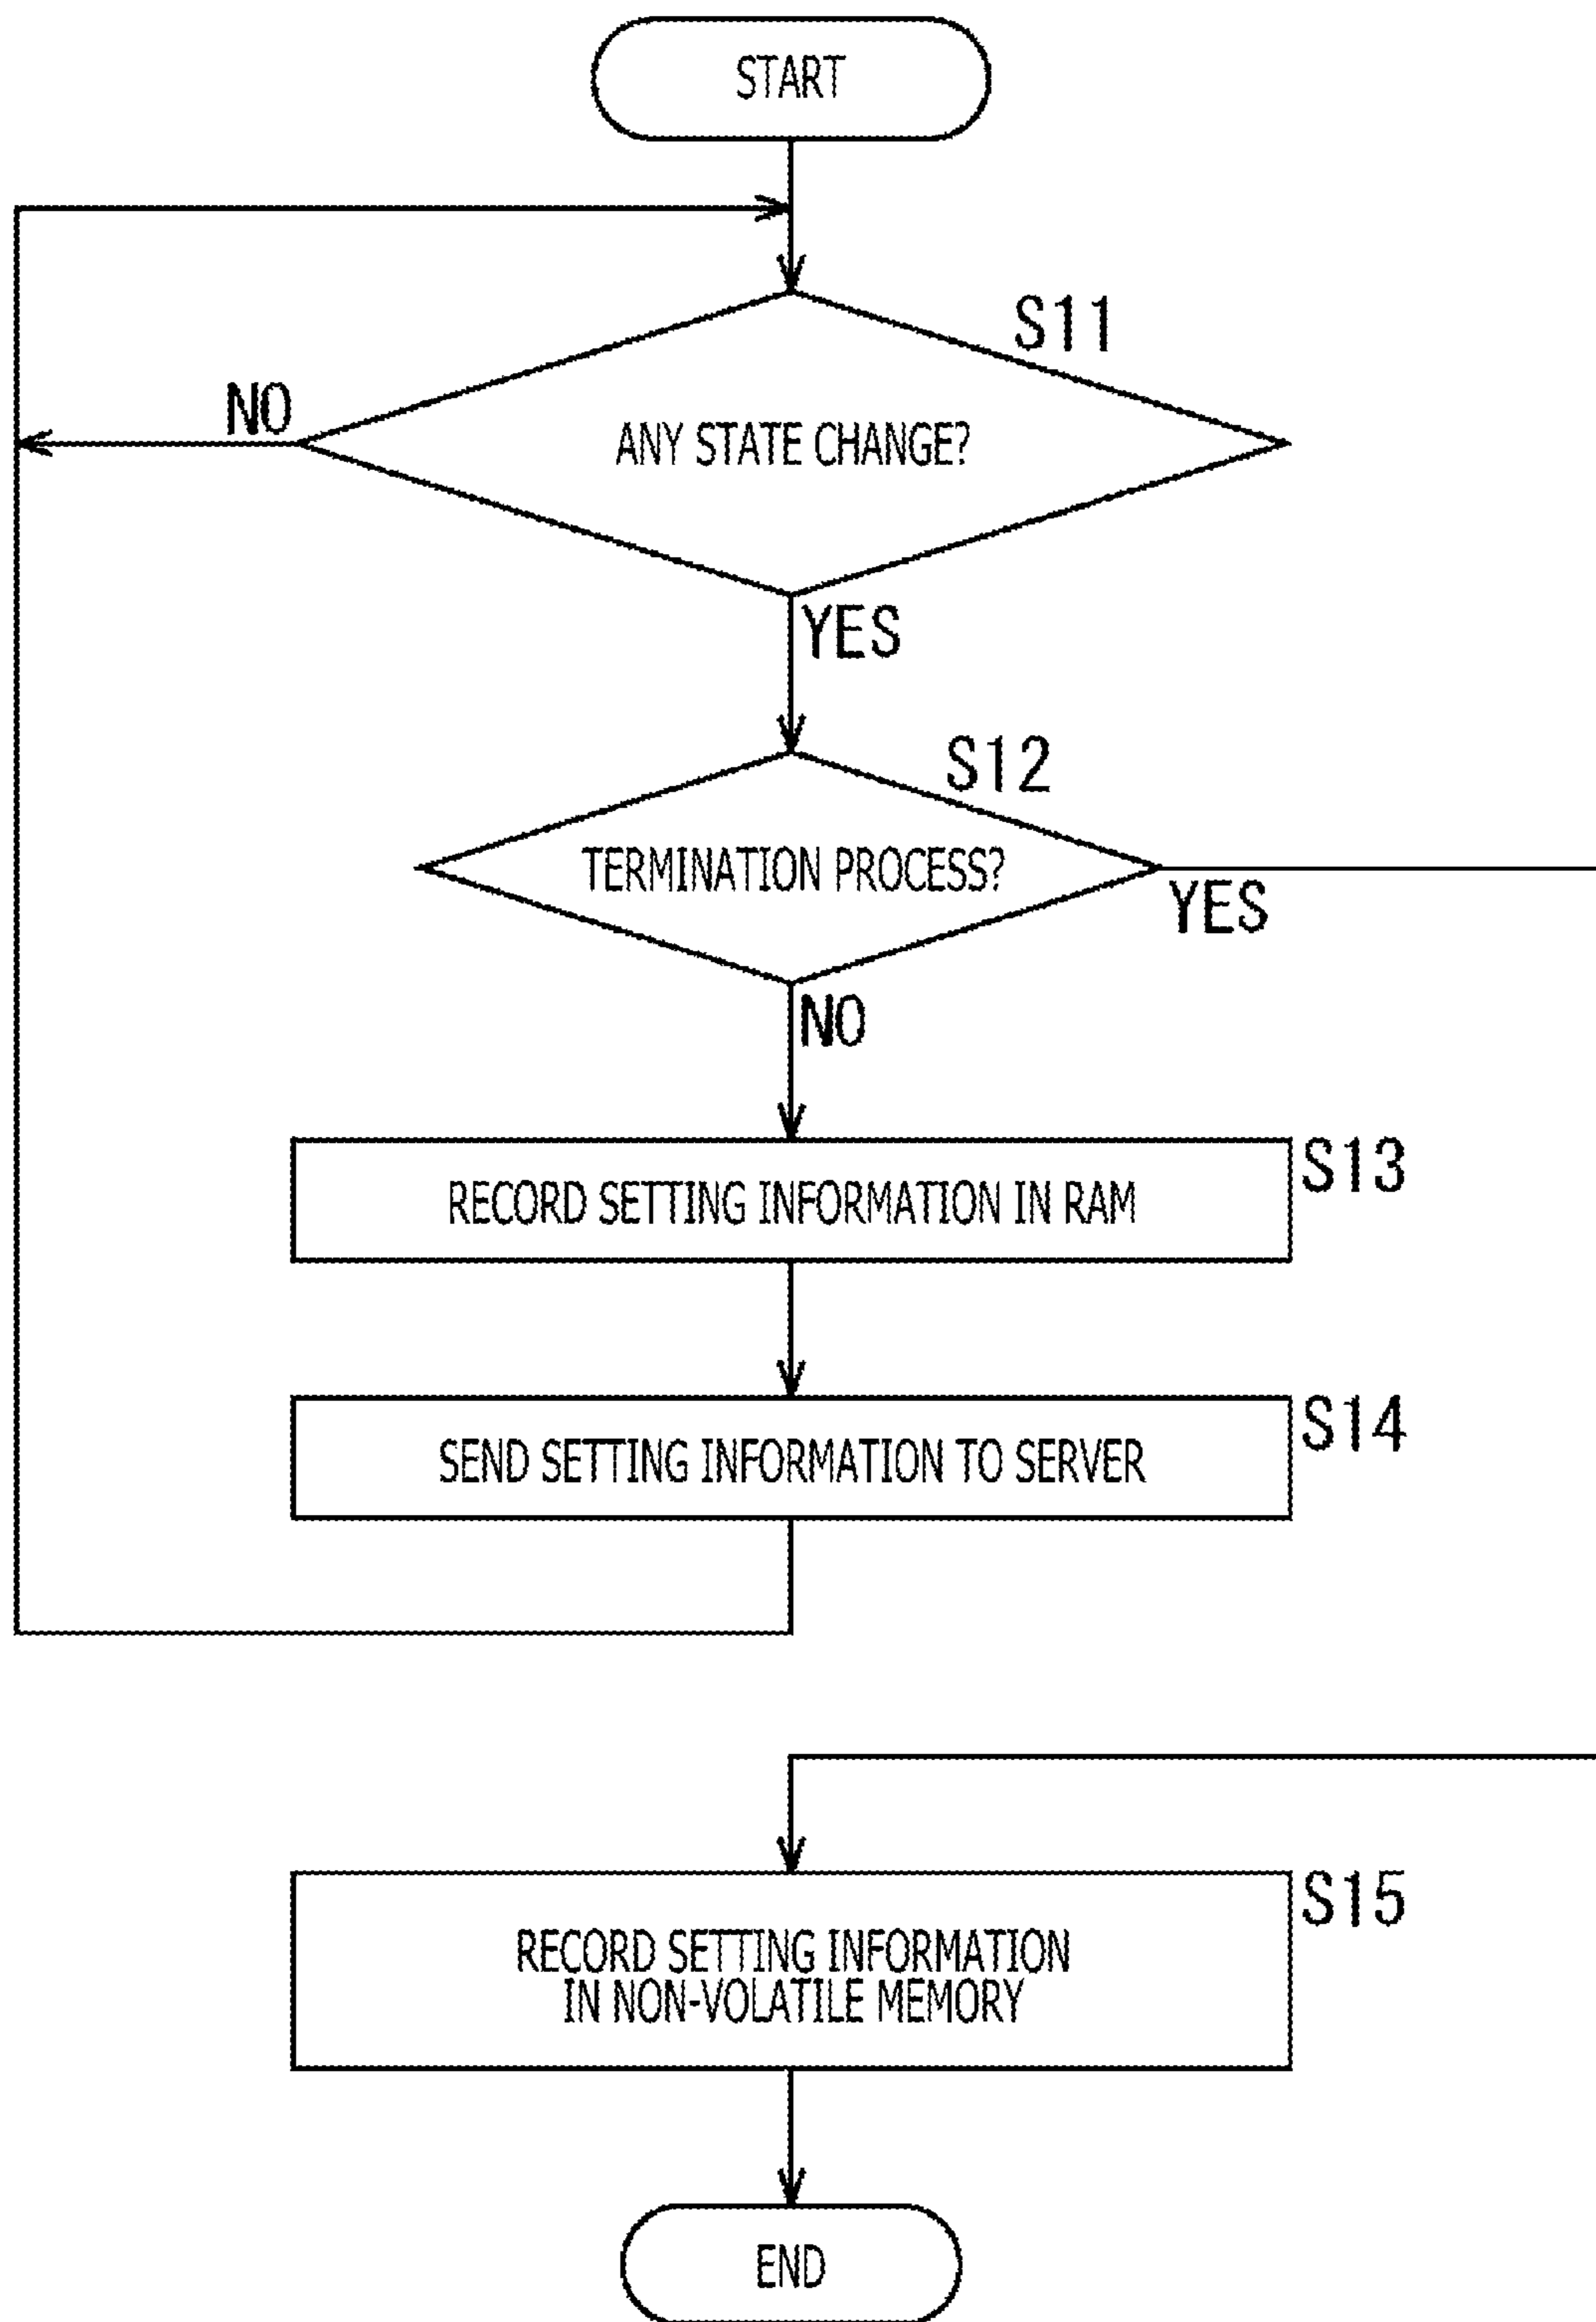 START
S11
NO
ANY STATE CHANGE?
YES
S12
TERMINATION PROCESS?
YES
NO
S13
RECORD SETTING INFORMATION IN RAM
S14
SEND SETTING INFORMATION TO SERVER
S15
RECORD SETTING INFORMATION
IN NON-VOLATILE MEMORY
END